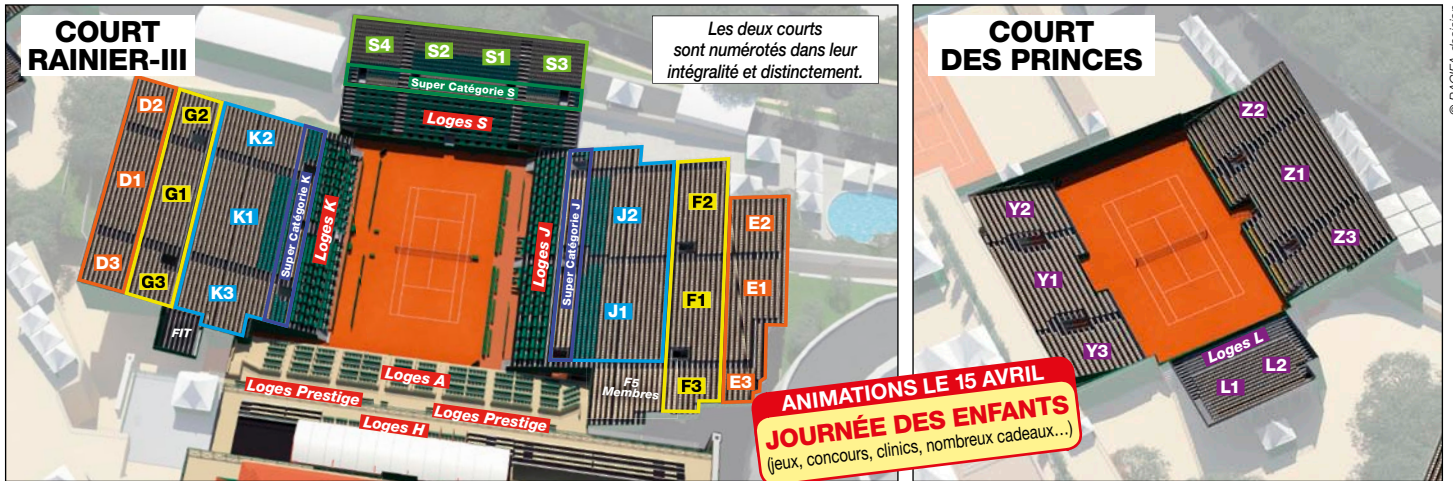 COURT
RAINIER-III
Les deux courts
sont numérotés dans leur
intégralité et distinctement.
S4
S2
S1
S3
Super Catégorie S
Loges S
D2
D1
D3
G2
G1
G3
K2
K1
K3
Super Catégorie K
Loges K
FIT
Loges J
Super Catégorie J
J2
J1
F2
F1
F3
E2
E1
E3
F5
Membres
Loges A
Loges Prestige
Loges Prestige
Loges H
ANIMATIONS LE 15 AVRIL
JOURNÉE DES ENFANTS
(jeux, concours, clinics, nombreux cadeaux…)
COURT
DES PRINCES
Z2
Z1
Z3
Y2
Y1
Y3
Loges L
L1
L2